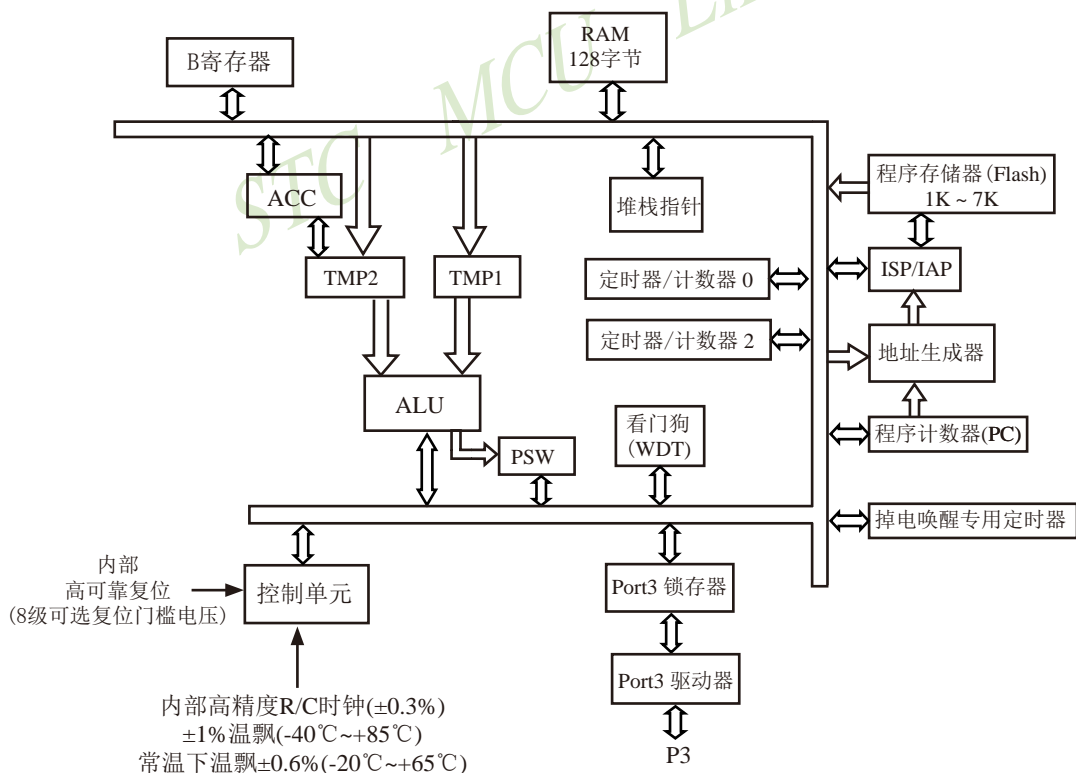 RAM
128字节
B寄存器
STC MCU
ACC
堆栈指针
程序存储器(Flash)
1K ~ 7K
TMP2
TMP1
定时器/计数器 0
ISP/IAP
定时器/计数器 2
地址生成器
ALU
看门狗
(WDT)
程序计数器(PC)
PSW
掉电唤醒专用定时器
内部
高可靠复位
(8级可选复位门槛电压)
控制单元
Port3 锁存器
Port3 驱动器
内部高精度R/C时钟(±0.3%)
±1%温飘(-40℃~+85℃)
常温下温飘±0.6%(-20℃~+65℃)
P3